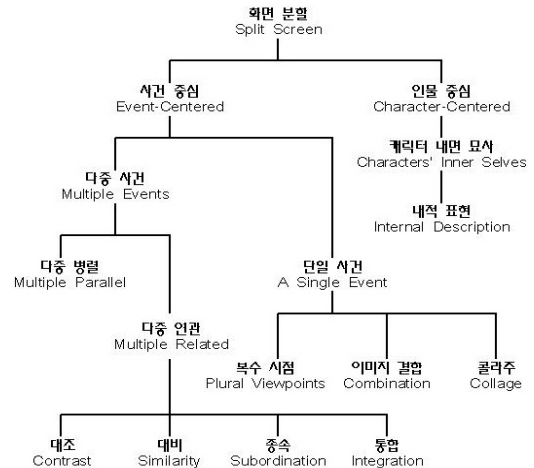 화면 분할
Split Screen
사건 중심
Event-Centered
인물 중심
Character-Centered
캐릭터 내면 묘사
Characters' Inner Selves
다중 사건
Multiple Events
내적 표현
Internal Description
다중 병렬
Multiple Parallel
단일 사건
A Single Event
다중 연관
Multiple Related
복수 시점
Plural Viewpoints
이미지 결합
Combination
콜라주
Collage
대조
Contrast
대비
Similarity
종속
Subordination
통합
Integration